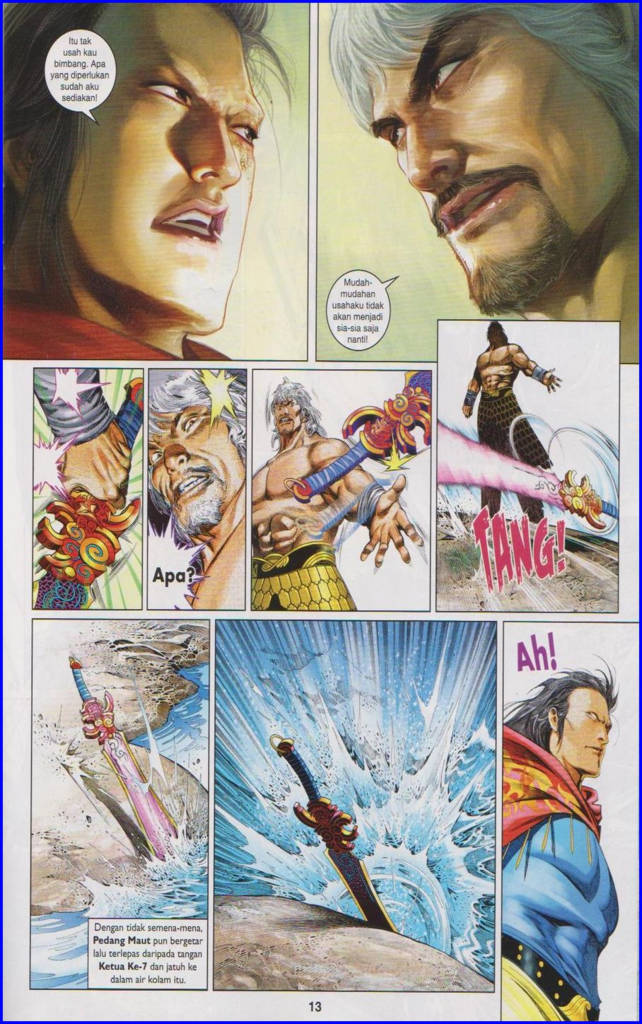 Itu tak
usah kau
bimbang. Apa
yang diperlukan
sudah aku
sediakan!
Mudah-
mudahan
usahaku tidak
akan menjadi
sia-sia saja
nanti!
Apa?
TANG!
Dengan tidak semena-mena,
Pedang Maut pun bergetar
lalu terlepas daripada tangan
Ketua Ke-7 dan jatuh ke
dalam air kolam itu.
Ah!
13